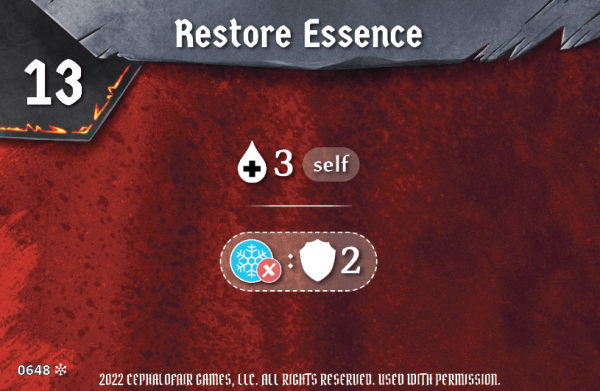 Restore Essence
13
3 self
: 2
0648
2022 CEPHALOFAIR GAMES, LLC. ALL RIGHTS RESERVED. USED WITH PERMISSION.